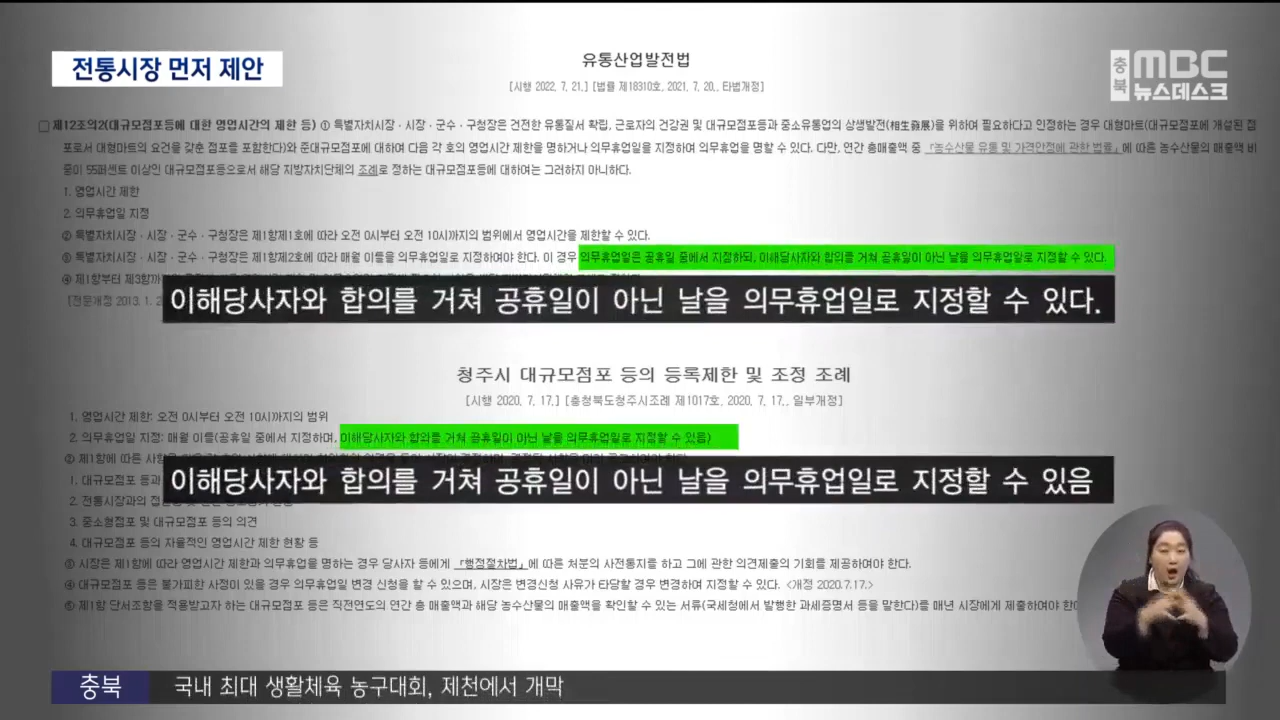 전통시장 먼저 제안
충북 MBC
뉴스데스크
유통산업발전법
[시행 2022. 7. 21.] [법률 제18310호, 2021. 7. 20., 타법개정]
제12조의2(대규모점포등에 대한 영업시간의 제한 등) ① 특별자치시장ㆍ시장ㆍ군수ㆍ구청장은 건전한 유통질서 확립, 근로자의 건강권 및 대규모점포등과 중소유통업의 상생발전(相生發展)을 위하여 필요하다고 인정하는 경우 대형마트(대규모점포에 개설된 점
포로서 대형마트의 요건을 갖춘 점포를 포함한다)와 준대규모점포에 대하여 다음 각 호의 영업시간 제한을 명하거나 의무휴업일을 지정하여 의무휴업을 명할 수 있다. 다만, 연간 총매출액 중 「농수산물 유통 및 가격안정에 관한 법률」에 따른 농수산물의 매출액 비
중이 55퍼센트 이상인 대규모점포등으로서 해당 지방자치단체의 조례로 정하는 대규모점포등에 대하여는 그러하지 아니하다.
1. 영업시간 제한
2. 의무휴업일 지정
② 특별자치시장ㆍ시장ㆍ군수ㆍ구청장은 제1항제1호에 따라 오전 0시부터 오전 10시까지의 범위에서 영업시간을 제한할 수 있다.
③ 특별자치시장ㆍ시장ㆍ군수ㆍ구청장은 제1항제2호에 따라 매월 이틀을 의무휴업일로 지정하여야 한다. 이 경우 의무휴업일은 공휴일 중에서 지정하되, 이해당사자와 합의를 거쳐 공휴일이 아닌 날을 의무휴업일로 지정할 수 있다.
④ 제1항부터 제3항까지
[전문개정 2013. 1. 2
이해당사자와 합의를 거쳐 공휴일이 아닌 날을 의무휴업일로 지정할 수 있다.
청주시 대규모점포 등의 등록제한 및 조정 조례
[시행 2020. 7. 17.] [충청북도청주시조례 제1017호, 2020. 7. 17., 일부개정]
1. 영업시간 제한: 오전 0시부터 오전 10시까지의 범위
2. 의무휴업일 지정: 매월 이틀(공휴일 중에서 지정하며, 이해당사자와 합의를 거쳐 공휴일이 아닌 날을 의무휴업일로 지정할 수 있음)
② 제1항에 따른 사항
1. 대규모점포 등과
2. 전통시장과의
이해당사자와 합의를 거쳐 공휴일이 아닌 날을 의무휴업일로 지정할 수 있음
3. 중소형점포 및 대규모점포 등의 의견
4. 대규모점포 등의 자율적인 영업시간 제한 현황 등
③ 시장은 제1항에 따라 영업시간 제한과 의무휴업을 명하는 경우 당사자 등에게 「행정절차법」에 따른 처분의 사전통지를 하고 그에 관한 의견제출의 기회를 제공하여야 한다.
④ 대규모점포 등은 불가피한 사정이 있을 경우 의무휴업일 변경 신청을 할 수 있으며, 시장은 변경신청 사유가 타당할 경우 변경하여 지정할 수 있다. <개정 2020.7.17.>
⑤ 제1항 단서조항을 적용받고자 하는 대규모점포 등은 직전연도의 연간 총 매출액과 해당 농수산물의 매출액을 확인할 수 있는 서류(국세청에서 발행한 과세증명서 등을 말한다)를 매년 시장에게 제출하여야 한
충북 국내 최대 생활체육 농구대회, 제천에서 개막